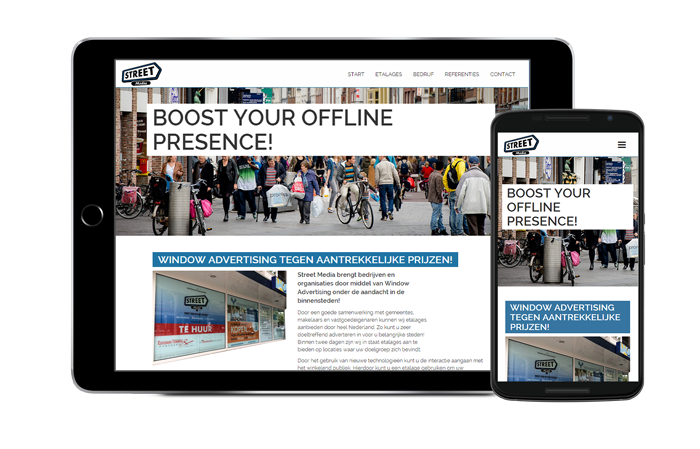 STREET
Media
START ETALAGES BEDRIJF REFERENTIES CONTACT
BOOST YOUR OFFLINE
PRESENCE!
WINDOW ADVERTISING TEGEN AANTREKKELIJKE PRIJZEN!
STREET
TE HUUR
KOPEN
Street Media brengt bedrijven en
organisaties door middel van Window
Advertising onder de aandacht in de
binnensteden!
Door een goede samenwerking met gemeentes,
makelaars en vastgoedeigenaren kunnen wij etalages
aanbieden door heel Nederland. Zo kunt u zeer
doeltreffend adverteren in voor u belangrijke steden!
Binnen twee dagen zijn wij in staat etalages aan te
bieden op locaties waar uw doelgroep zich bevindt.
Door het gebruik van nieuwe technologieën kunt u de interactie aangaan met
het winkelend publiek. Hierdoor kunt u een etalage gebruiken om uw
STREET
Media
BOOST YOUR
OFFLINE
PRESENCE!
WINDOW ADVERTISING
TEGEN AANTREKKELIJKE
PRIJZEN!
STREET